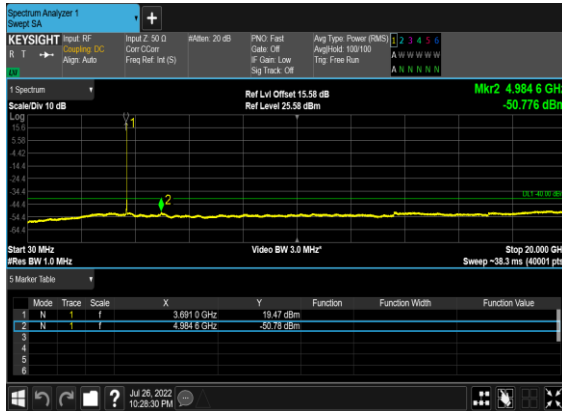 Spectrum Analyzer 1
Swept SA
+
KEYSIGHT Input: RF Input Z: 50 Ω #Atten: 20 dB PNO: Fast Avg Type: Power (RMS) 1 2 3 4 5 6
R T Coupling: DC Corr CCorr Gate: Off Avg|Hold: 100/100 A W W W W W
Align: Auto Freq Ref: Int (S) IF Gain: Low Trig: Free Run
LXI Sig Track: Off A N N N N N
1 Spectrum Ref Lvl Offset 15.58 dB Mkr2 4.984 6 GHz
Scale/Div 10 dB Ref Level 25.58 dBm -50.776 dBm
Log
1
15.6
5.58
-4.42
-14.4
-24.4
-34.4
2
-44.4
-54.4
-64.4
Start 30 MHz Video BW 3.0 MHz* Stop 20.000 GHz
#Res BW 1.0 MHz Sweep ~38.3 ms (40001 pts)
5 Marker Table
Mode Trace Scale X Y Function Function Width Function Value
1 N 1 f 3.691 0 GHz 19.47 dBm
2 N 1 f 4.984 6 GHz -50.78 dBm
3
4
5
6
? Jul 26, 2022
10:28:30 PM